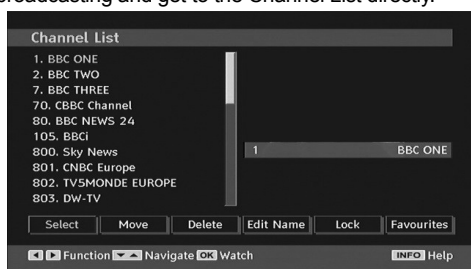 broadcasting and get to the Channel List directly.
Channel List
1. BBC ONE
2. BBC TWO
7. BBC THREE
70. CBBC Channel
80. BBC NEWS 24
105. BBCi
800. Sky News
801. CNBC Europe
802. TV5MONDE EUROPE
803. DW-TV
1 BBC ONE
Select Move Delete Edit Name Lock Favourites
Function Navigate OK Watch INFO Help